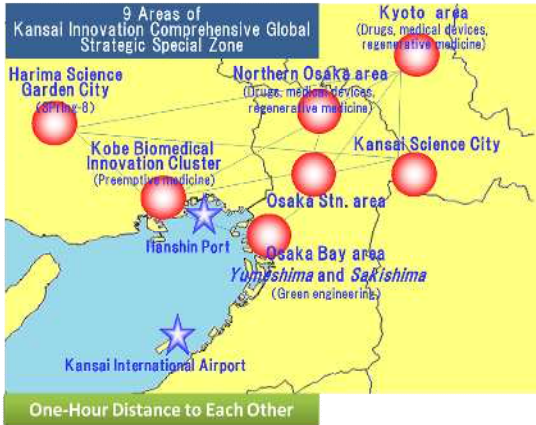 9 Areas of
Kansai Innovation Comprehensive Global
Strategic Special Zone
Kyoto area
(Drugs, medical devices,
regenerative medicine)
Harima Science
Garden City
(SPring-8)
Northern Osaka area
(Drugs, medical devices,
regenerative medicine)
Kobe Biomedical
Innovation Cluster
(Preemptive medicine)
Kansai Science City
Osaka Stn. area
Hanshin Port
Osaka Bay area
Yumeshima and Sakishima
(Green engineering)
Kansai International Airport
One-Hour Distance to Each Other